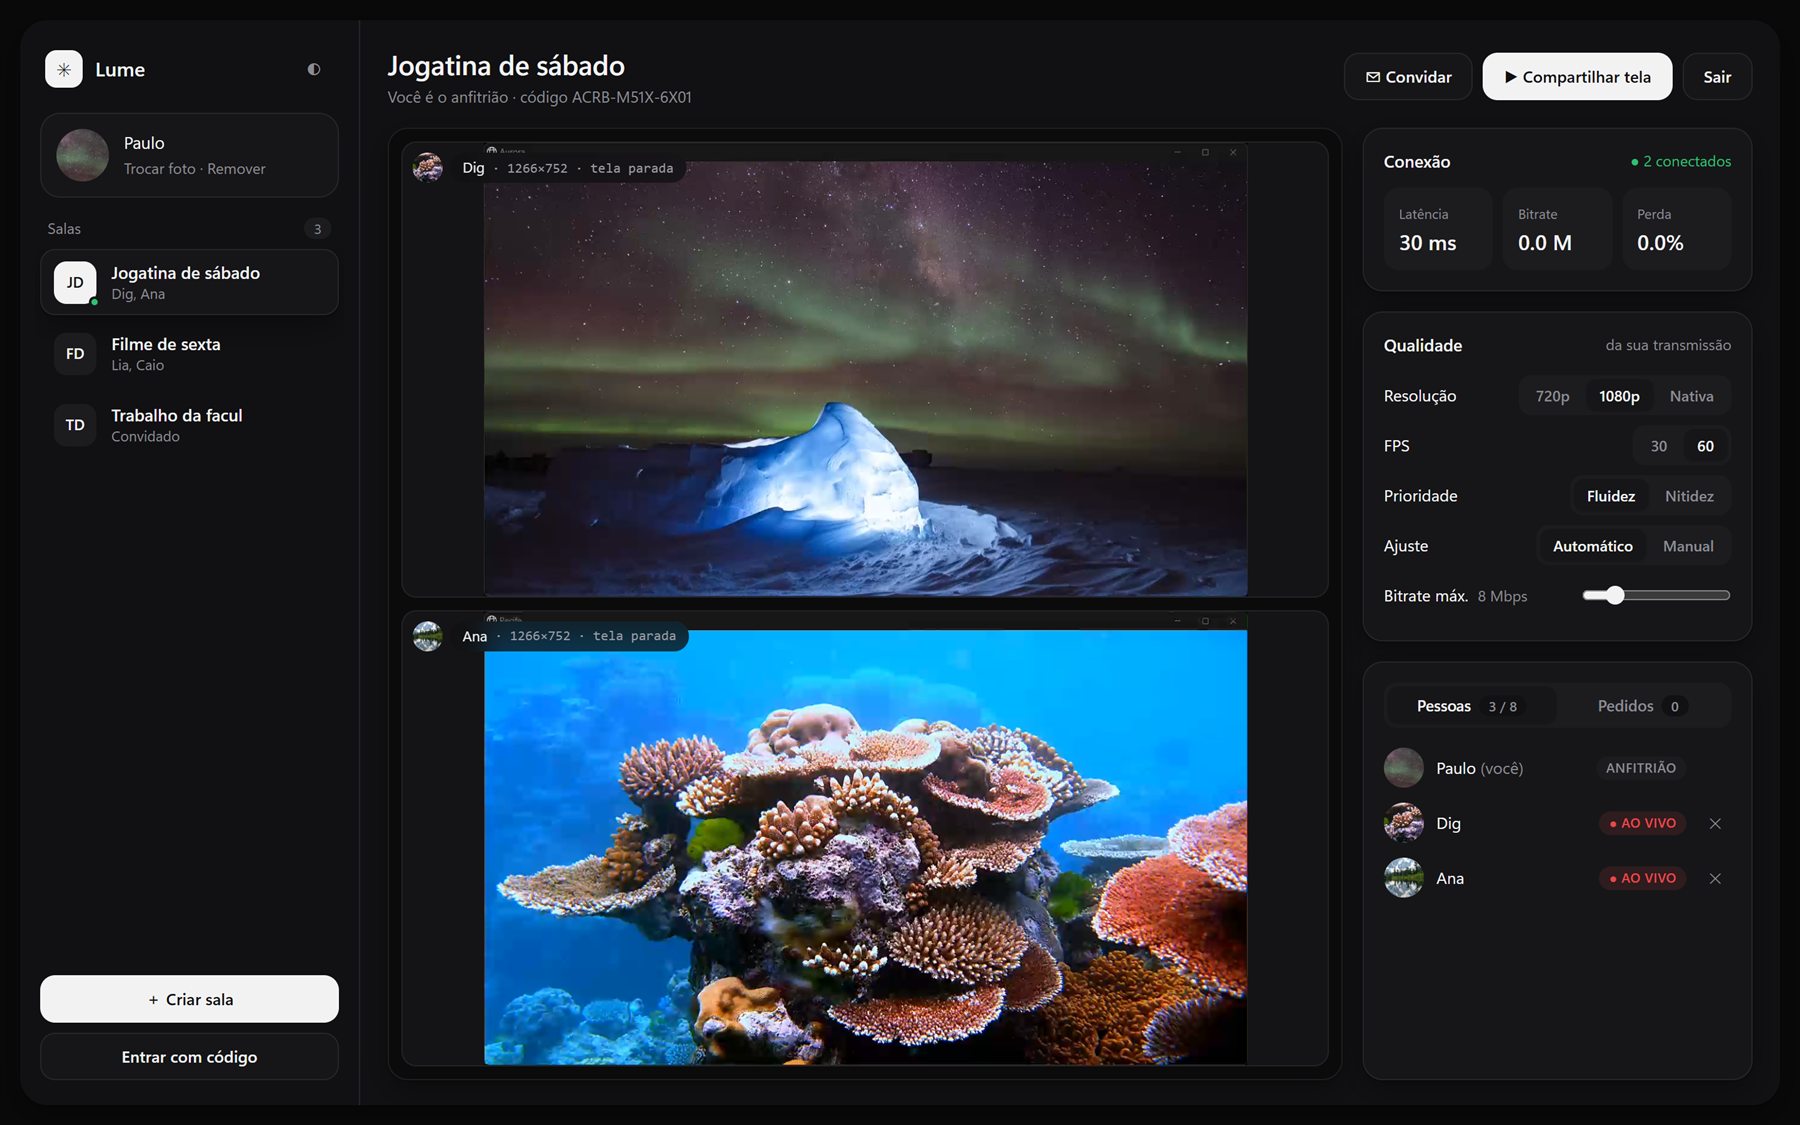 Lume
Paulo
Trocar foto · Remover
Salas 3
JD
Jogatina de sábado
Dig, Ana
FD
Filme de sexta
Lia, Caio
TD
Trabalho da facul
Convidado
+ Criar sala
Entrar com código
Jogatina de sábado
Você é o anfitrião · código ACRB-M51X-6X01
Convidar
Compartilhar tela
Sair
Dig · 1266×752 · tela parada
Ana · 1266×752 · tela parada
Conexão
2 conectados
Latência
30 ms
Bitrate
0.0 M
Perda
0.0%
Qualidade
da sua transmissão
Resolução 720p 1080p Nativa
FPS 30 60
Prioridade Fluidez Nitidez
Ajuste Automático Manual
Bitrate máx. 8 Mbps
Pessoas 3 / 8
Pedidos 0
Paulo (você) ANFITRIÃO
Dig AO VIVO
Ana AO VIVO